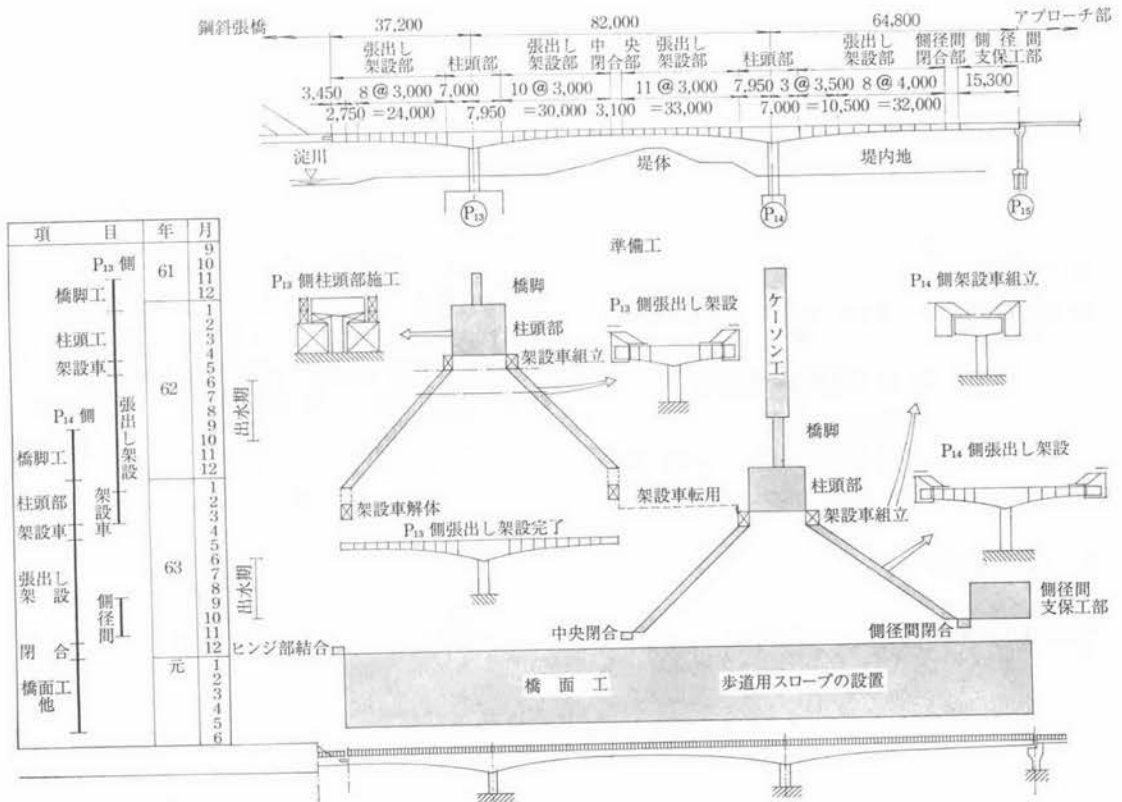 鋼斜張橋
37,200
82,000
64,800
アプローチ部
張出し架設部
柱頭部
張出し架設部
中央閉合部
張出し架設部
柱頭部
張出し架設部
側径間閉合部
側径間支保工部
3,450 8 @ 3,000 7,000 10 @ 3,000 11 @ 3,000 7,950 3 @ 3,500 8 @ 4,000 15,300
2,750 =24,000 7,950 =30,000 3,100 =33,000 7,000 =10,500 =32,000
淀川
堤体
堤内地
P₁₃
P₁₄
P₁₅
項 目 年 月
P₁₃ 側
橋脚工
柱頭工
架設車
張出し架設
P₁₄ 側
橋脚工
柱頭部
架設車
架設車
張出し架設
側径間
閉合
橋面工他
61
62
63
元
9
10
11
12
1
2
3
4
5
6
7
8
9
10
11
12
1
2
3
4
5
6
7
8
9
10
11
12
1
2
3
4
5
6
出水期
出水期
準備工
P₁₃ 側柱頭部施工
橋脚
柱頭部
架設車組立
P₁₃ 側張出し架設
ケーソン工
P₁₄ 側架設車組立
橋脚
柱頭部
架設車組立
P₁₄ 側張出し架設
架設車解体
架設車転用
P₁₃ 側張出し架設完了
側径間支保工部
中央閉合
側径間閉合
ヒンジ部結合
橋面工
歩道用スロープの設置